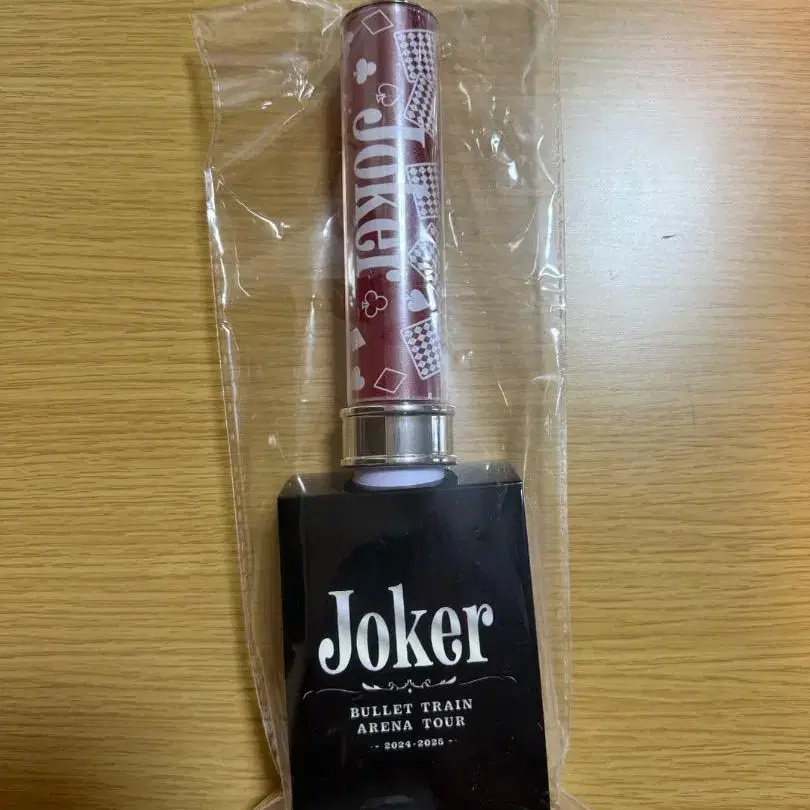 Joker
Joker
BULLET TRAIN
ARENA TOUR
- 2024-2025 -